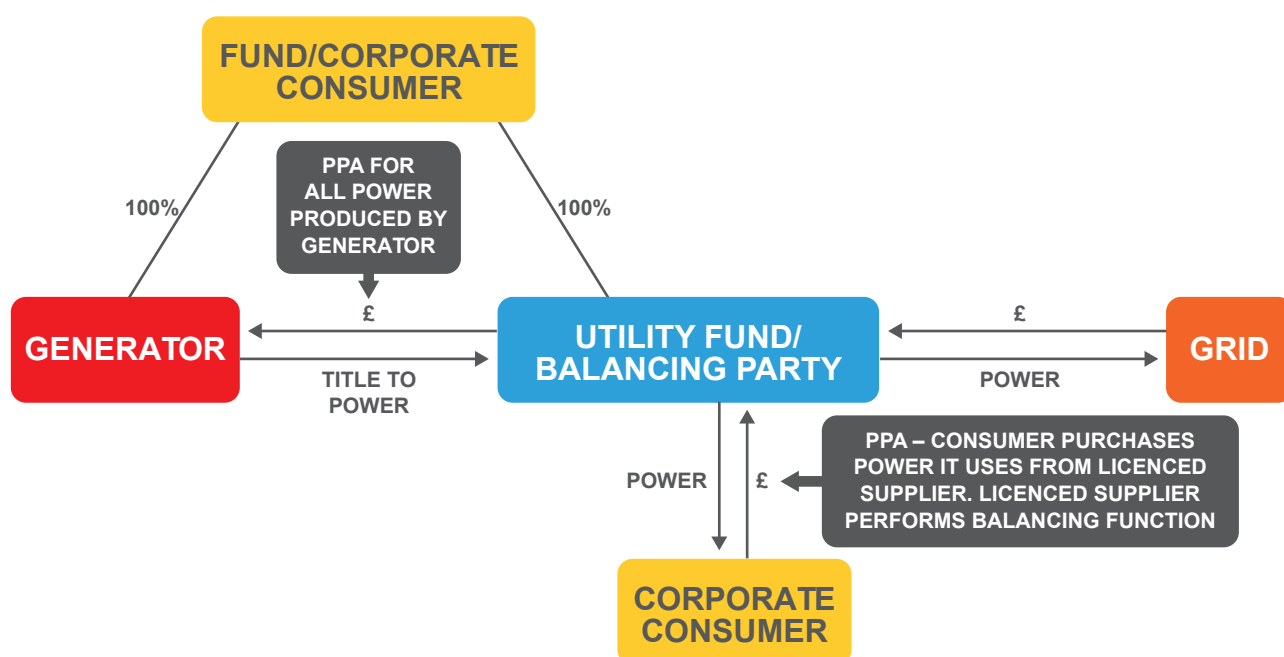 FUND/CORPORATE
CONSUMER
PPA FOR
ALL POWER
PRODUCED BY
GENERATOR
100%
100%
GENERATOR
£
TITLE TO
POWER
UTILITY FUND/
BALANCING PARTY
£
POWER
GRID
POWER
£
PPA – CONSUMER PURCHASES
POWER IT USES FROM LICENCED
SUPPLIER. LICENCED SUPPLIER
PERFORMS BALANCING FUNCTION
CORPORATE
CONSUMER